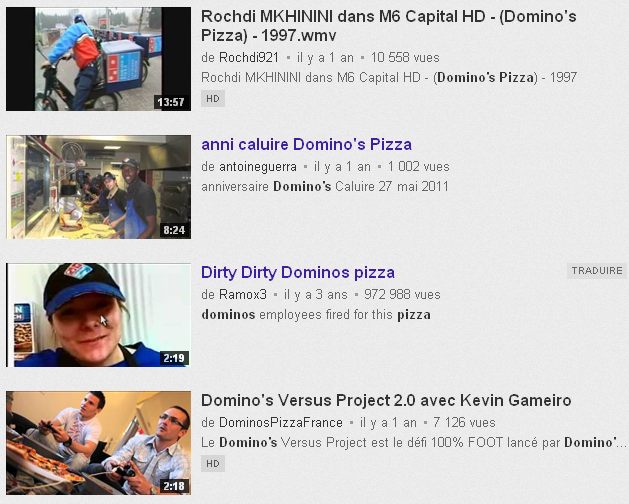 Rochdi MKHININI dans M6 Capital HD - (Domino's
Pizza) - 1997.wmv
de Rochdi921 • il y a 1 an • 10 558 vues
Rochdi MKHININI dans M6 Capital HD - (Domino's Pizza) - 1997
HD
13:57
anni caluire Domino's Pizza
de antoineguerra • il y a 1 an • 1 002 vues
anniversaire Domino's Caluire 27 mai 2011
8:24
Dirty Dirty Dominos pizza
TRADUIRE
de Ramox3 • il y a 3 ans • 972 988 vues
dominos employees fired for this pizza
2:19
Domino's Versus Project 2.0 avec Kevin Gameiro
de DominosPizzaFrance • il y a 1 an • 7 126 vues
Le Domino's Versus Project est le défi 100% FOOT lancé par Domino'...
HD
2:18